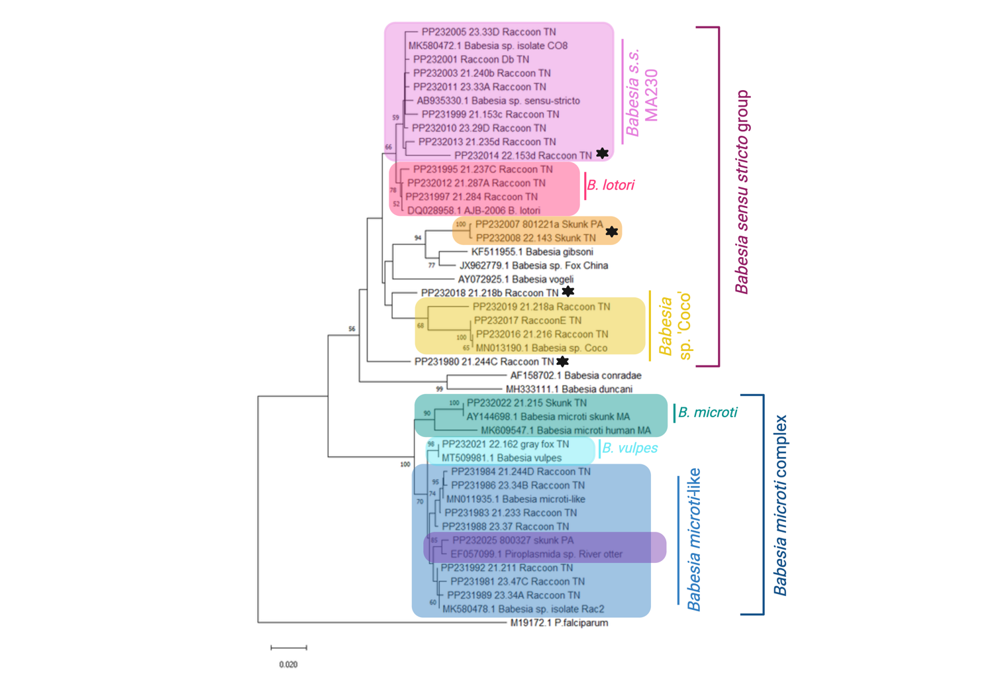 PP232005 23.33D Raccoon TN
MK580472.1 Babesia sp. isolate CO8
PP232001 Raccoon Db TN
PP232003 21.240b Raccoon TN
PP232011 23.33A Raccoon TN
AB935330.1 Babesia sp. sensu-stricto
PP231999 21.153c Raccoon TN
59
PP232010 23.29D Raccoon TN
PP232013 21.235d Raccoon TN
66
PP232014 22.153d Raccoon TN
Babesia s.s.
MA230
PP231995 21.237C Raccoon TN
PP232012 21.287A Raccoon TN
78
PP231997 21.284 Raccoon TN
52
DQ028958.1 AJB-2006 B. lotori
B. lotori
100
PP232007 801221a Skunk PA
PP232008 22.143 Skunk TN
94
KF511955.1 Babesia gibsoni
77
JX962779.1 Babesia sp. Fox China
AY072925.1 Babesia vogeli
PP232018 21.218b Raccoon TN
PP232019 21.218a Raccoon TN
68
PP232017 RaccoonE TN
100
PP232016 21.216 Raccoon TN
65
MN013190.1 Babesia sp. Coco
56
PP231980 21.244C Raccoon TN
Babesia
sp. 'Coco'
Babesia sensu stricto group
AF158702.1 Babesia conradae
99
MH333111.1 Babesia duncani
100
PP232022 21.215 Skunk TN
90
AY144698.1 Babesia microti skunk MA
MK609547.1 Babesia microti human MA
B. microti
98
PP232021 22.162 gray fox TN
MT509981.1 Babesia vulpes
B. vulpes
100
PP231984 21.244D Raccoon TN
95
PP231986 23.34B Raccoon TN
74
MN011935.1 Babesia microti-like
70
PP231983 21.233 Raccoon TN
PP231988 23.37 Raccoon TN
85
PP232025 800327 skunk PA
EF057099.1 Piroplasmida sp. River otter
PP231992 21.211 Raccoon TN
PP231981 23.47C Raccoon TN
PP231989 23.34A Raccoon TN
60
MK580478.1 Babesia sp. isolate Rac2
Babesia microti-like
Babesia microti complex
M19172.1 P.falciparum
0.020